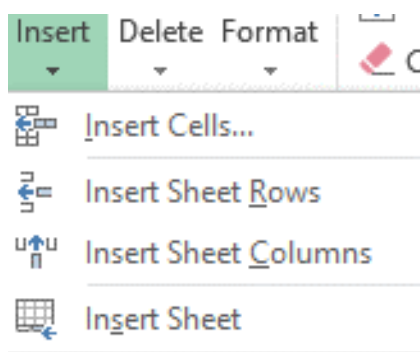 Insert Delete Format
Insert Cells...
Insert Sheet Rows
Insert Sheet Columns
Insert Sheet